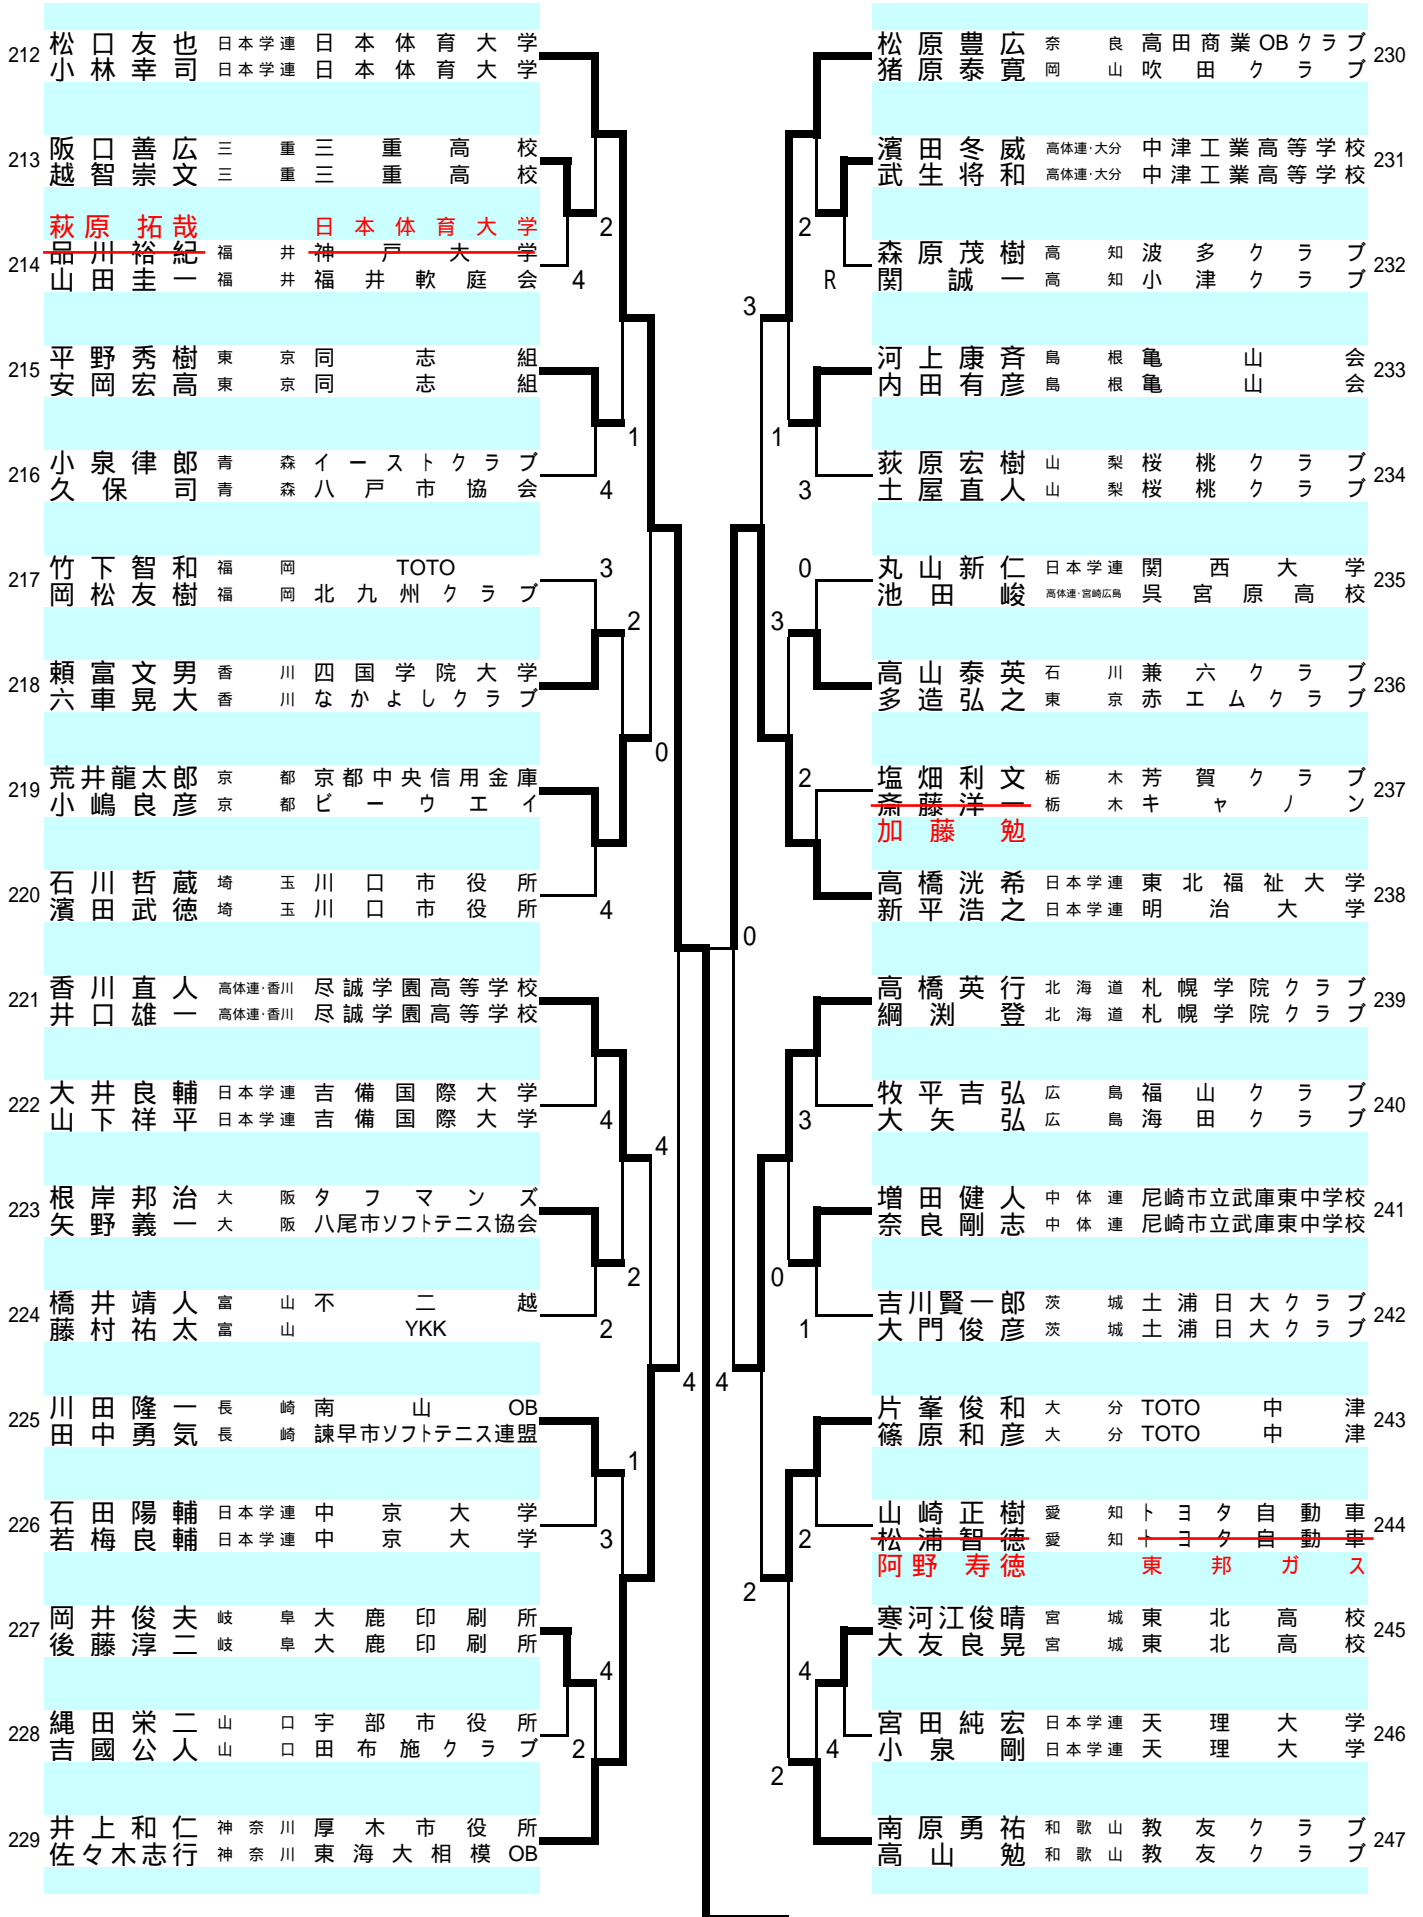 212 松口友也 日本学連 日本体育大学
小林幸司 日本学連 日本体育大学
213 阪口善広 三重 三重高校
越智崇文 三重 三重高校
萩原拓哉 日本体育大学
214 品川裕紀 福井 神戸大学
山田圭一 福井 福井軟庭会
215 平野秀樹 東京 同志組
安岡宏高 東京 同志組
216 小泉律郎 青森 イーストクラブ
久保司 青森 八戸市協会
217 竹下智和 福岡 TOTO
岡松友樹 福岡 北九州クラブ
218 頼富文男 香川 四国学院大学
六車晃大 香川 なかよしクラブ
219 荒井龍太郎 京都 京都中央信用金庫
小嶋良彦 京都 ビーウエイ
220 石川哲蔵 埼玉 川口市役所
濱田武徳 埼玉 川口市役所
221 香川直人 高体連・香川 尽誠学園高等学校
井口雄一 高体連・香川 尽誠学園高等学校
222 大井良輔 日本学連 吉備国際大学
山下祥平 日本学連 吉備国際大学
223 根岸邦治 大阪 タフマンズ
矢野義一 大阪 八尾市ソフトテニス協会
224 橋井靖人 富山 不二越
藤村祐太 富山 YKK
225 川田隆一 長崎 南山OB
田中勇気 長崎 諫早市ソフトテニス連盟
226 石田陽輔 日本学連 中京大学
若梅良輔 日本学連 中京大学
227 岡井俊夫 岐阜 大鹿印刷所
後藤淳二 岐阜 大鹿印刷所
228 縄田栄二 山口 宇部市役所
吉國公人 山口 田布施クラブ
229 井上和仁 神奈川 厚木市役所
佐々木志行 神奈川 東海大相模OB
2
4
1
4
3
2
0
4
4
4
2
2
4
1
3
4
2
3
2
R
1
3
0
3
2
0
3
0
1
4
2
2
4
4
2
松原豊広 奈良 高田商業OBクラブ 230
猪原泰寛 岡山 吹田クラブ
濱田冬威 高体連・大分 中津工業高等学校 231
武生将和 高体連・大分 中津工業高等学校
森原茂樹 高知 波多クラブ 232
関誠一 高知 小津クラブ
河上康斉 島根 亀山会 233
内田有彦 島根 亀山会
荻原宏樹 山梨 桜桃クラブ 234
土屋直人 山梨 桜桃クラブ
丸山新仁 日本学連 関西大学 235
池田峻 高体連・宮崎広島 呉宮原高校
高山泰英 石川 兼六クラブ 236
多造弘之 東京 赤エムクラブ
塩畑利文 栃木 芳賀クラブ 237
斎藤洋一 栃木 キャノン
加藤勉
高橋洸希 日本学連 東北福祉大学 238
新平浩之 日本学連 明治大学
高橋英行 北海道 札幌学院クラブ 239
綱渕登 北海道 札幌学院クラブ
牧平吉弘 広島 福山クラブ 240
大矢弘 広島 海田クラブ
増田健人 中体連 尼崎市立武庫東中学校 241
奈良剛志 中体連 尼崎市立武庫東中学校
吉川賢一郎 茨城 土浦日大クラブ 242
大門俊彦 茨城 土浦日大クラブ
片峯俊和 大分 TOTO中津 243
篠原和彦 大分 TOTO中津
山崎正樹 愛知 トヨタ自動車 244
松浦智徳 愛知 トヨタ自動車
阿野寿徳 東邦ガス
寒河江俊晴 宮城 東北高校 245
大友良晃 宮城 東北高校
宮田純宏 日本学連 天理大学 246
小泉剛 日本学連 天理大学
南原勇祐 和歌山 教友クラブ 247
高山勉 和歌山 教友クラブ